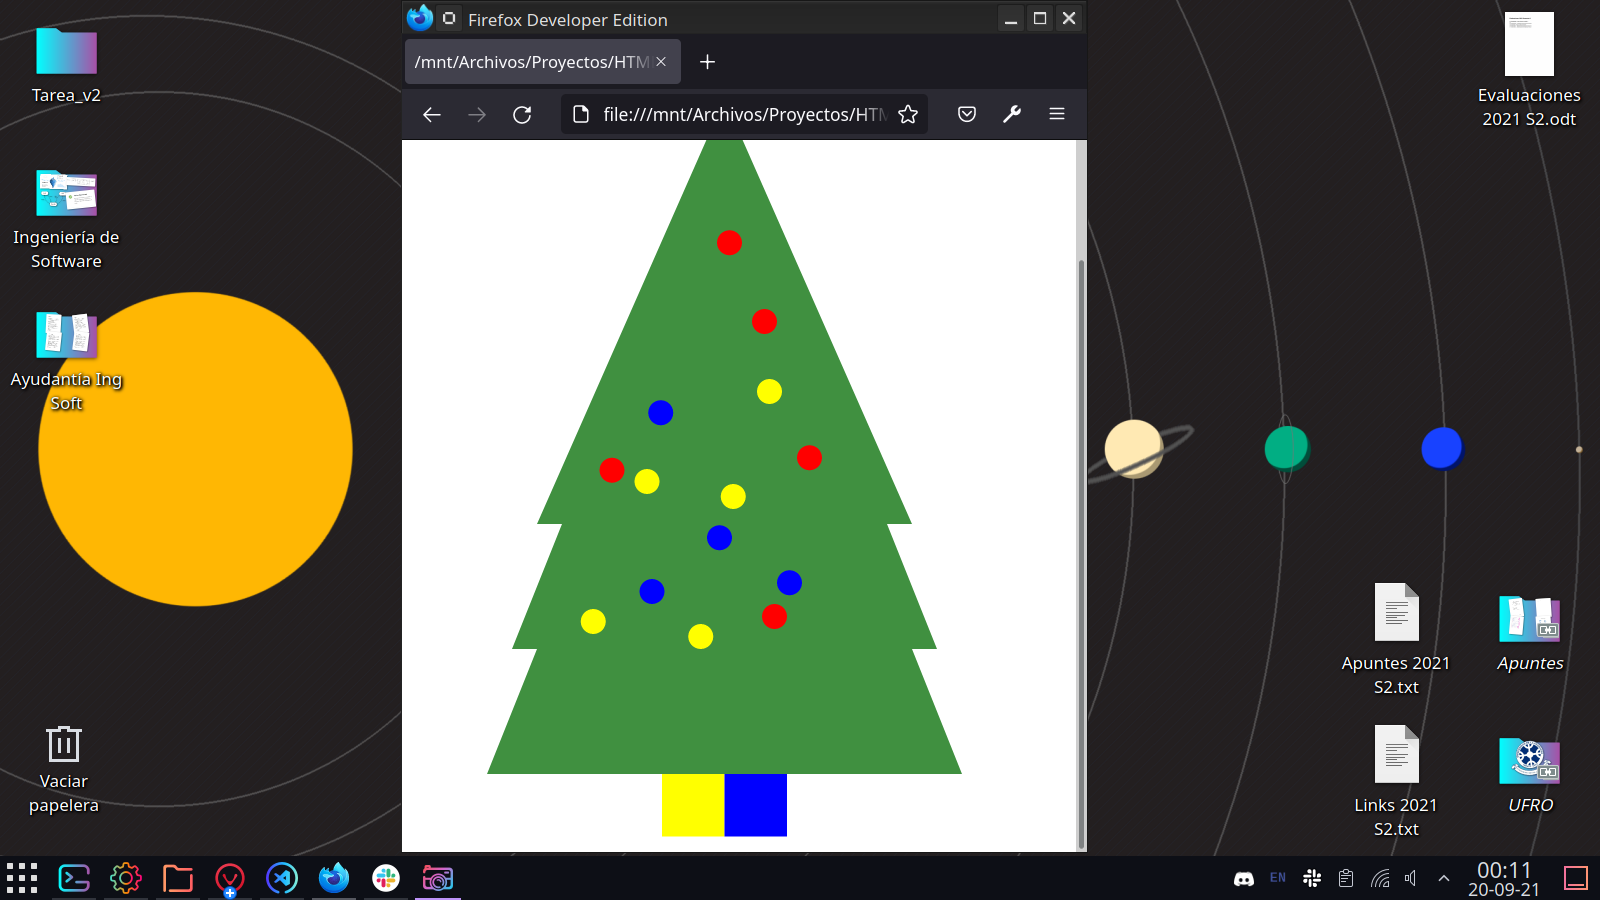 Firefox Developer Edition
/mnt/Archivos/Proyectos/HTM
file:///mnt/Archivos/Proyectos/HTM
Tarea_v2
Ingeniería de
Software
Ayudantía Ing
Soft
Vaciar
papelera
Evaluaciones
2021 S2.odt
Apuntes 2021
S2.txt
Apuntes
Links 2021
S2.txt
UFRO
EN
00:11
20-09-21